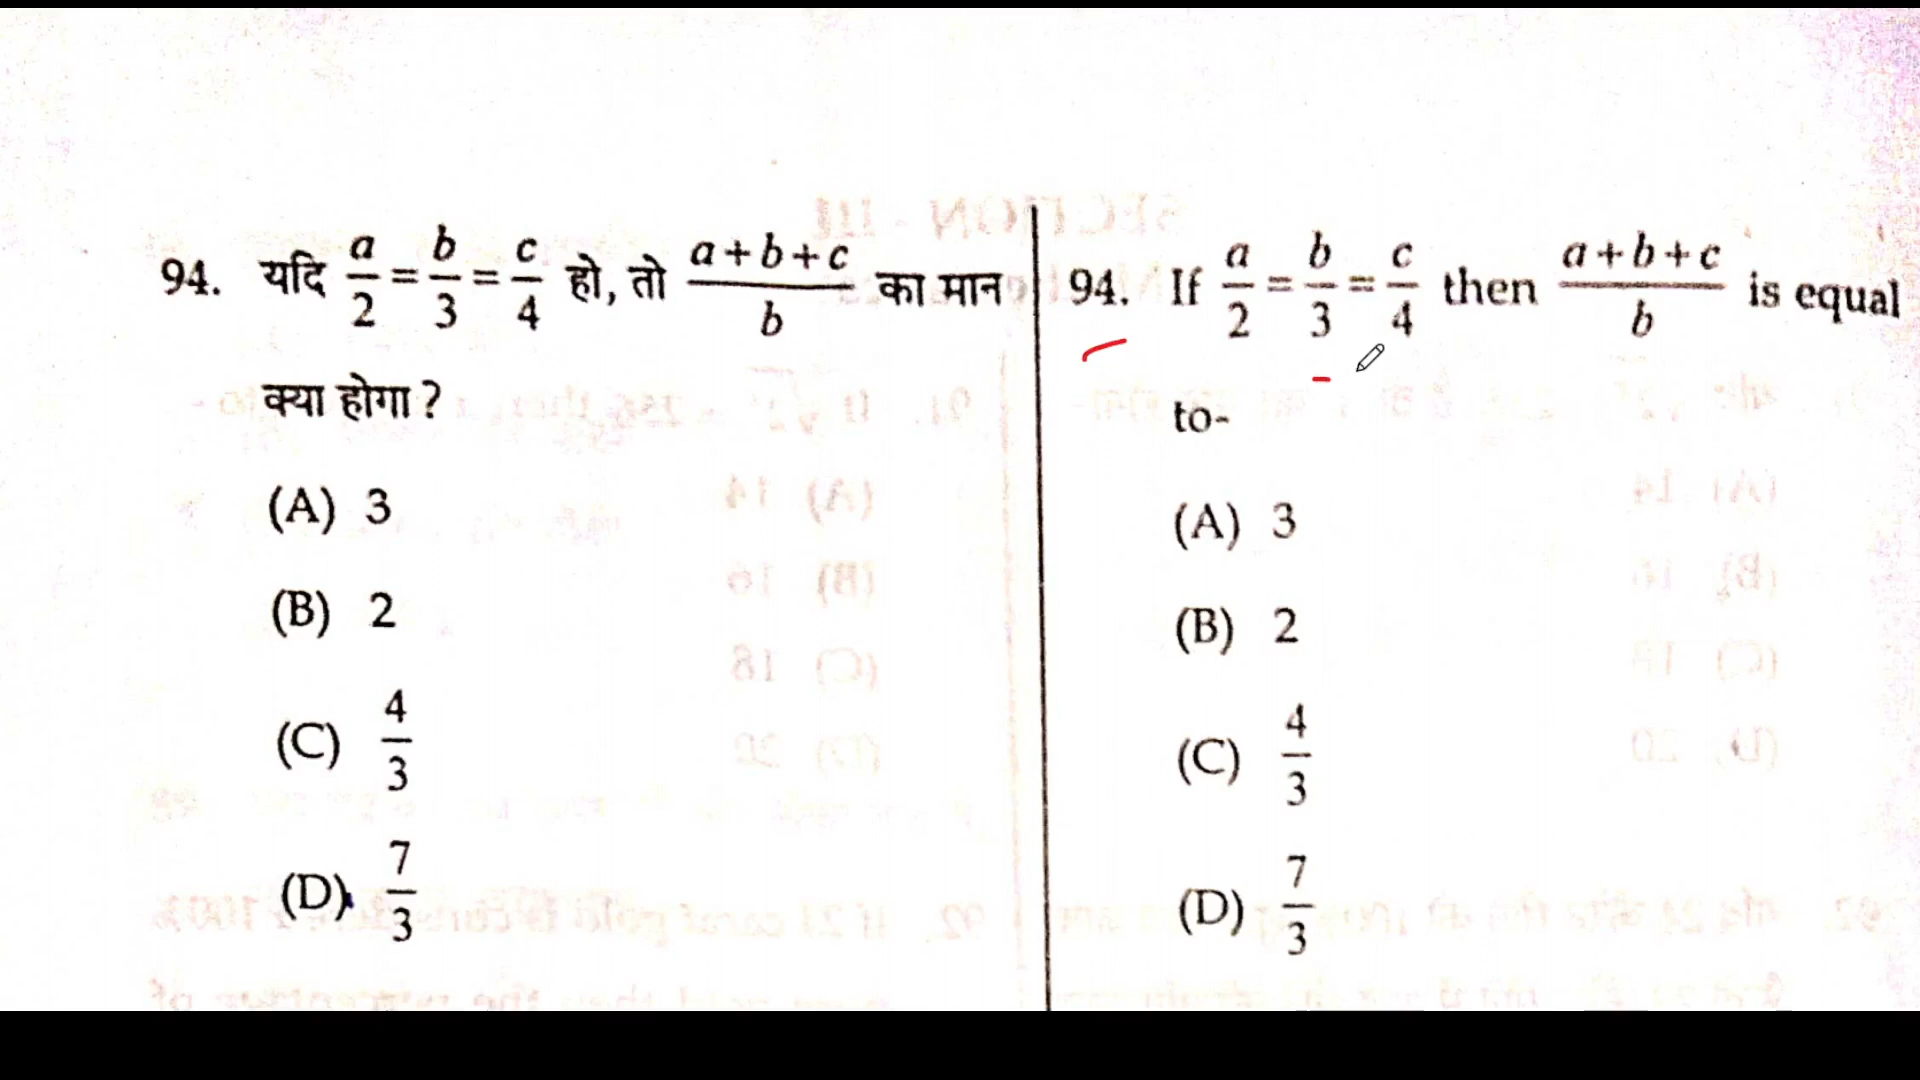 94. यदि a/2 = b/3 = c/4 हो, तो (a+b+c)/b का मान
क्या होगा ?
(A) 3
(B) 2
(C) 4/3
(D) 7/3
94. If a/2 = b/3 = c/4 then (a+b+c)/b is equal
to-
(A) 3
(B) 2
(C) 4/3
(D) 7/3